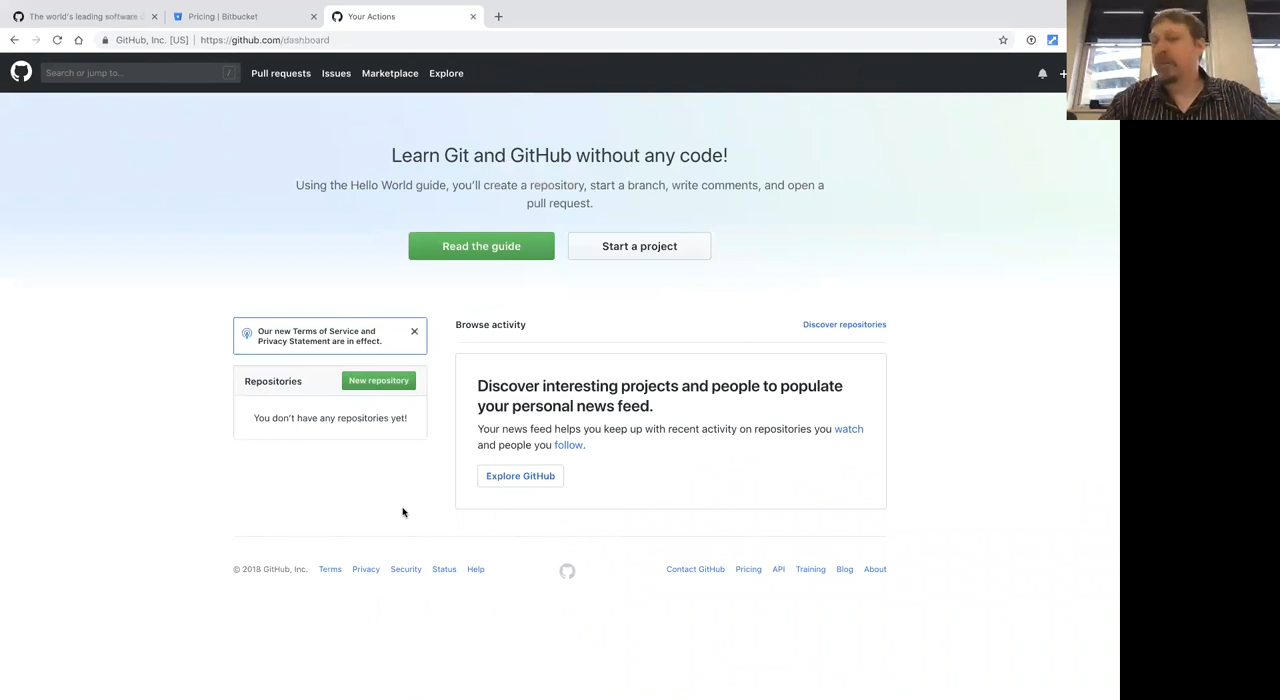 The world's leading software d
Pricing | Bitbucket
Your Actions
GitHub, Inc. [US]
https://github.com/dashboard
Search or jump to...
/
Pull requests
Issues
Marketplace
Explore
Learn Git and GitHub without any code!
Using the Hello World guide, you'll create a repository, start a branch, write comments, and open a
pull request.
Read the guide
Start a project
Our new Terms of Service and
Privacy Statement are in effect.
Repositories
New repository
You don't have any repositories yet!
Browse activity
Discover repositories
Discover interesting projects and people to populate
your personal news feed.
Your news feed helps you keep up with recent activity on repositories you watch
and people you follow.
Explore GitHub
© 2018 GitHub, Inc.
Terms
Privacy
Security
Status
Help
Contact GitHub
Pricing
API
Training
Blog
About